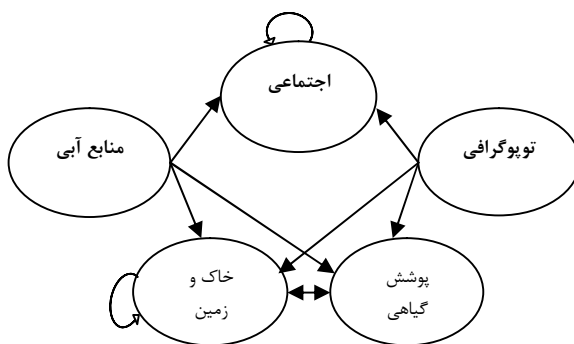 اجتماعی
توپوگرافی
منابع آبی
پوشش
گیاهی
خاک و
زمین